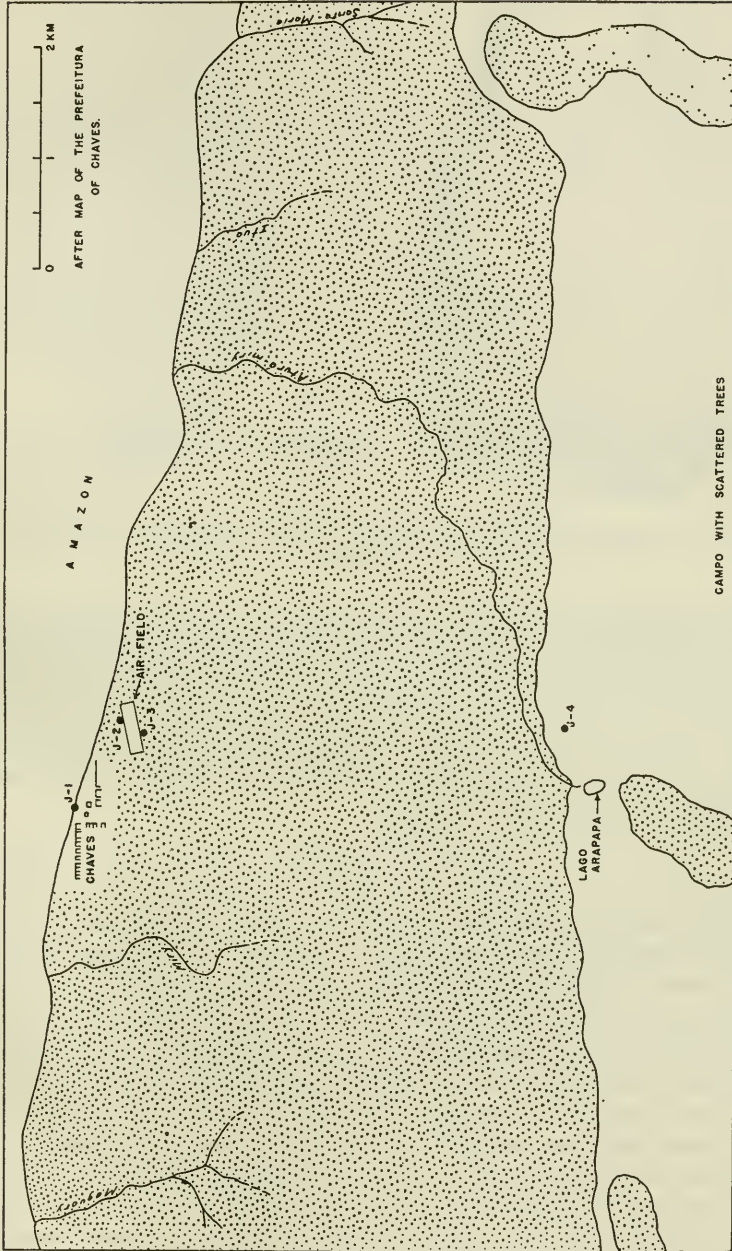 0 1 2 KM
AFTER MAP OF THE PREFEITURA
OF CHAVES.
AMAZON
Santa Maria
J-1
CHAVES
J-2
J-3
AIR FIELD
J-4
LAGO
ARAPAPA
CAMPO WITH SCATTERED TREES